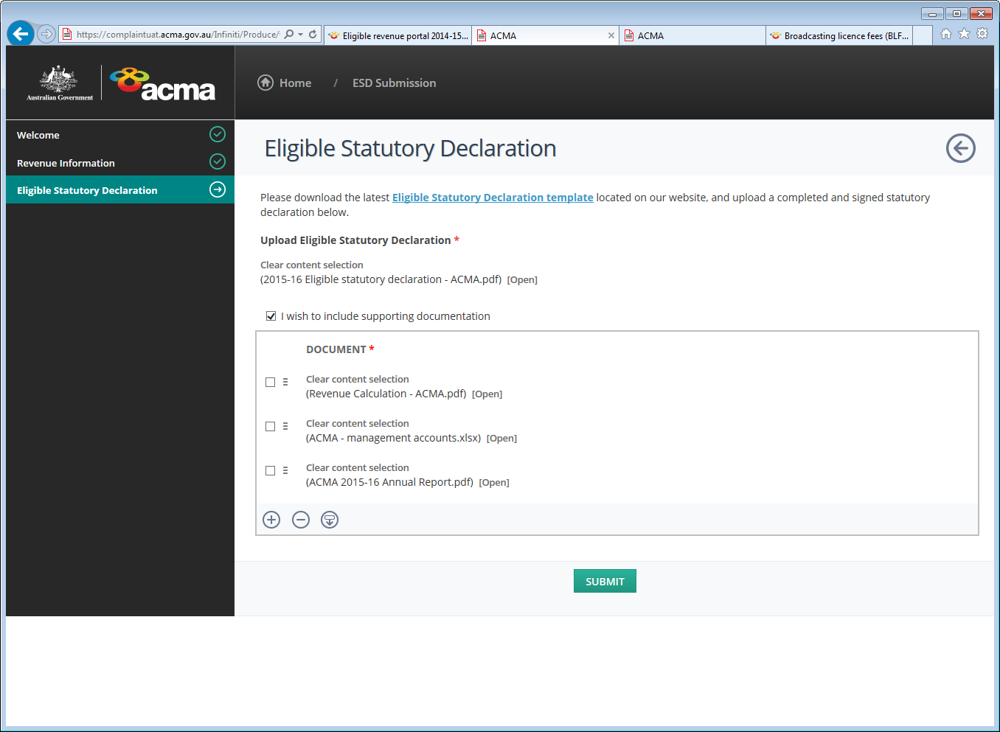 https://complaintuat.acma.gov.au/Infiniti/Produce/
Eligible revenue portal 2014-15...
ACMA
ACMA
Broadcasting licence fees (BLF...
Australian Government
acma
Home / ESD Submission
Welcome
Revenue Information
Eligible Statutory Declaration
Eligible Statutory Declaration
Please download the latest Eligible Statutory Declaration template located on our website, and upload a completed and signed statutory
declaration below.
Upload Eligible Statutory Declaration *
Clear content selection
(2015-16 Eligible statutory declaration - ACMA.pdf) [Open]
I wish to include supporting documentation
DOCUMENT *
Clear content selection
(Revenue Calculation - ACMA.pdf) [Open]
Clear content selection
(ACMA - management accounts.xlsx) [Open]
Clear content selection
(ACMA 2015-16 Annual Report.pdf) [Open]
SUBMIT